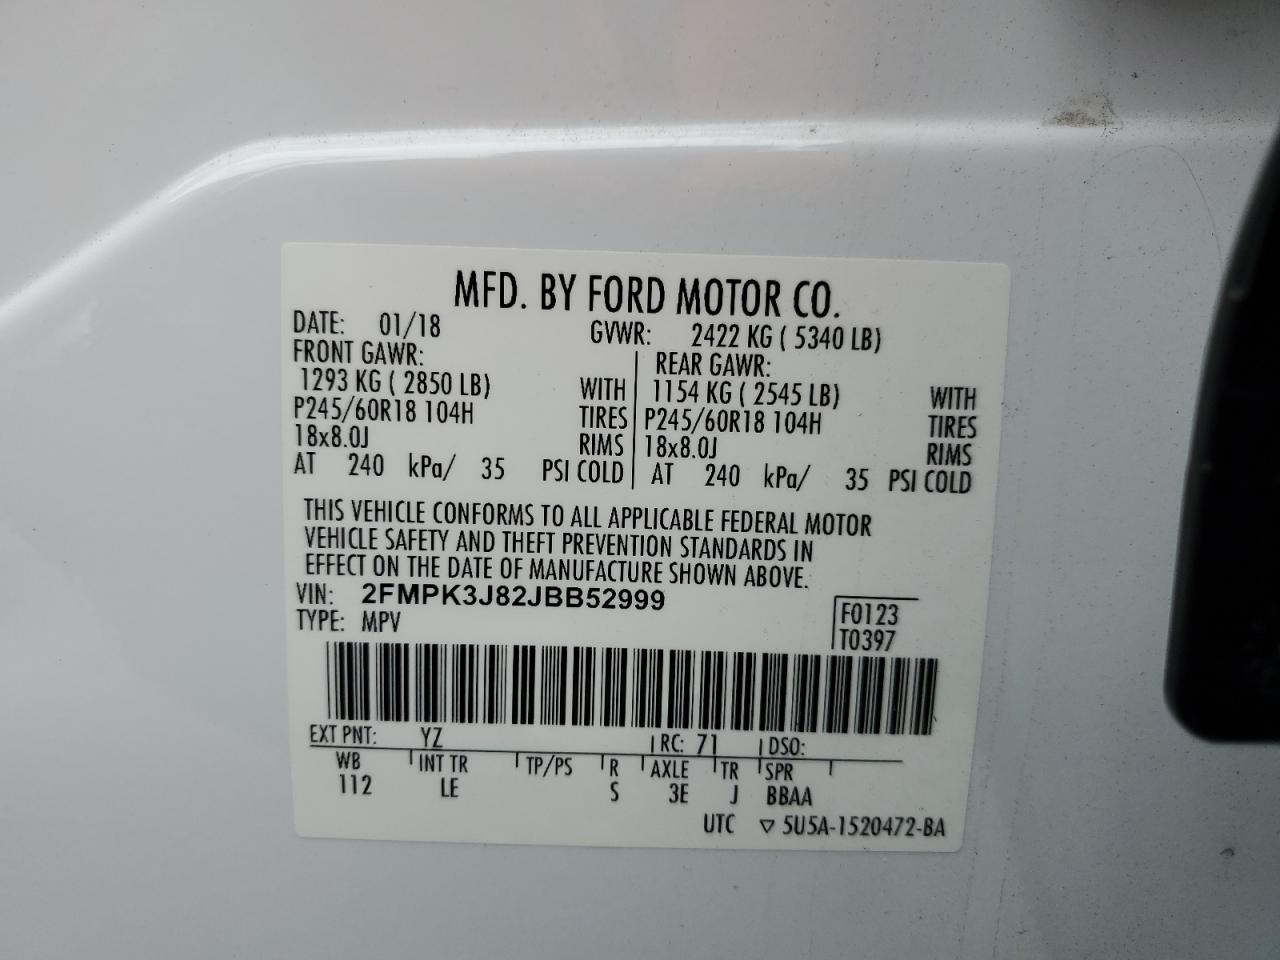 MFD. BY FORD MOTOR CO.
DATE: 01/18 GVWR: 2422 KG ( 5340 LB)
FRONT GAWR: REAR GAWR:
1293 KG ( 2850 LB) WITH 1154 KG ( 2545 LB) WITH
P245/60R18 104H TIRES P245/60R18 104H TIRES
18x8.0J RIMS 18x8.0J RIMS
AT 240 kPa/ 35 PSI COLD AT 240 kPa/ 35 PSI COLD
THIS VEHICLE CONFORMS TO ALL APPLICABLE FEDERAL MOTOR
VEHICLE SAFETY AND THEFT PREVENTION STANDARDS IN
EFFECT ON THE DATE OF MANUFACTURE SHOWN ABOVE.
VIN: 2FMPK3J82JBB52999
TYPE: MPV F0123
T0397
EXT PNT: YZ RC: 71 DSO:
WB INT TR TP/PS R AXLE TR SPR
112 LE S 3E J BBAA
UTC ▽ 5U5A-1520472-BA